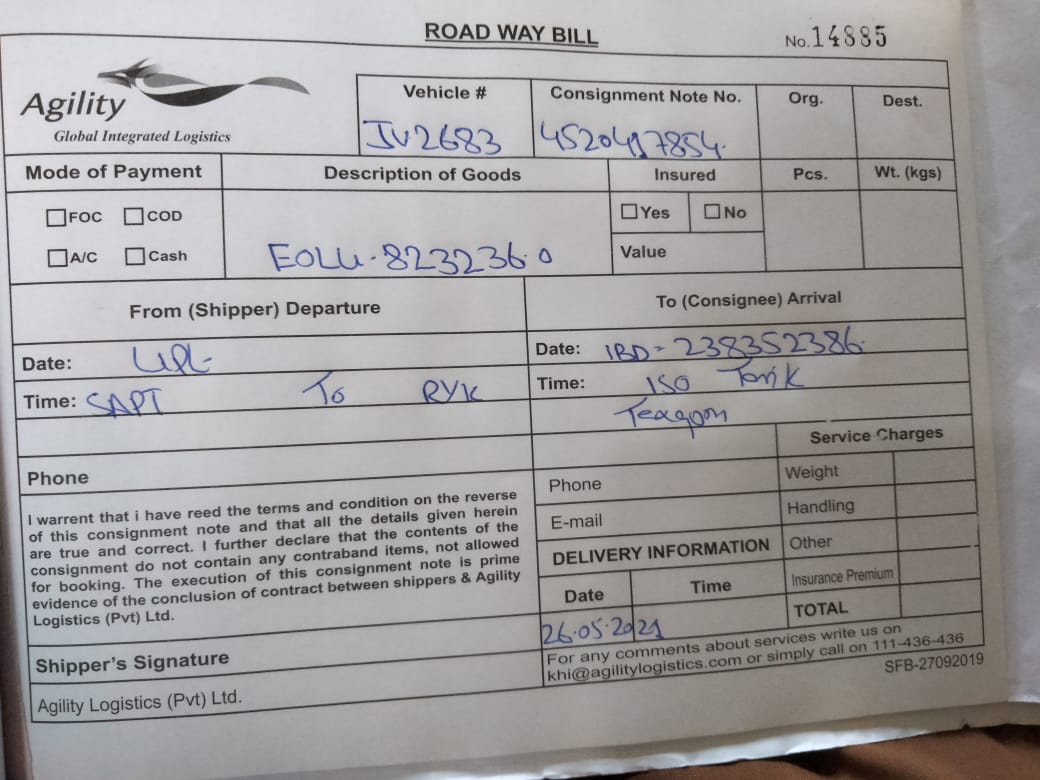 ROAD WAY BILL
No. 14885
Agility
Global Integrated Logistics
Vehicle #
Consignment Note No.
Org.
Dest.
JV2683
4520417854.
Mode of Payment
Description of Goods
Insured
Pcs.
Wt. (kgs)
FOC COD
Yes No
A/C Cash
EOLU-823236.0
Value
From (Shipper) Departure
To (Consignee) Arrival
Date:
Date: IBD-238352386.
Time: SAPT To RYK
Time: ISO Tank
Service Charges
Phone
Phone
Weight
I warrent that i have reed the terms and condition on the reverse
of this consignment note and that all the details given herein
are true and correct. I further declare that the contents of the
consignment do not contain any contraband items, not allowed
for booking. The execution of this consignment note is prime
evidence of the conclusion of contract between shippers & Agility
Logistics (Pvt) Ltd.
E-mail
Handling
DELIVERY INFORMATION
Other
Date
Time
Insurance Premium
26.05.2021
TOTAL
Shipper's Signature
For any comments about services write us on
khi@agilitylogistics.com or simply call on 111-436-436
Agility Logistics (Pvt) Ltd.
SFB-27092019